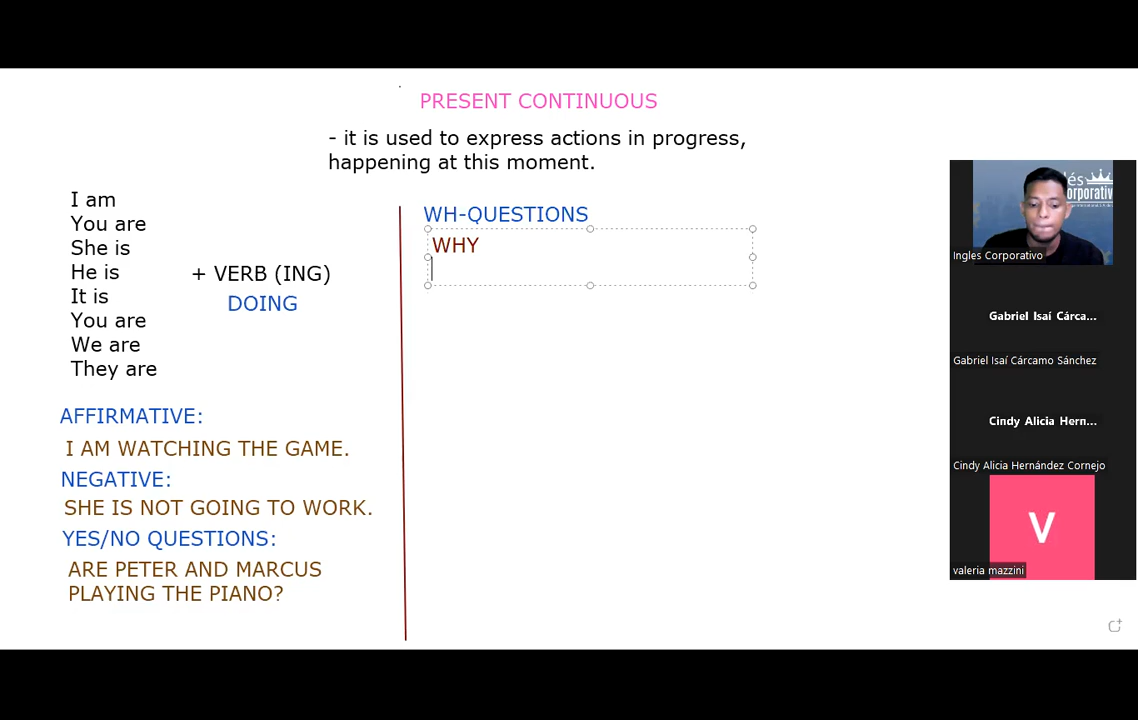 PRESENT CONTINUOUS
- it is used to express actions in progress,
happening at this moment.
I am
You are
She is
He is
It is
You are
We are
They are
+ VERB (ING)
DOING
AFFIRMATIVE:
I AM WATCHING THE GAME.
NEGATIVE:
SHE IS NOT GOING TO WORK.
YES/NO QUESTIONS:
ARE PETER AND MARCUS
PLAYING THE PIANO?
WH-QUESTIONS
WHY
Ingles Corporativo
Gabriel Isaí Cárca...
Gabriel Isaí Cárcamo Sánchez
Cindy Alicia Hern...
Cindy Alicia Hernández Cornejo
V
valeria mazzini